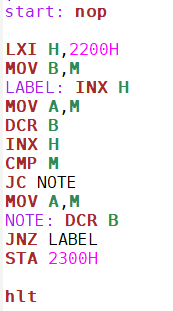 start: nop
LXI H,2200H
MOV B,M
LABEL: INX H
MOV A,M
DCR B
INX H
CMP M
JC NOTE
MOV A,M
NOTE: DCR B
JNZ LABEL
STA 2300H
hlt